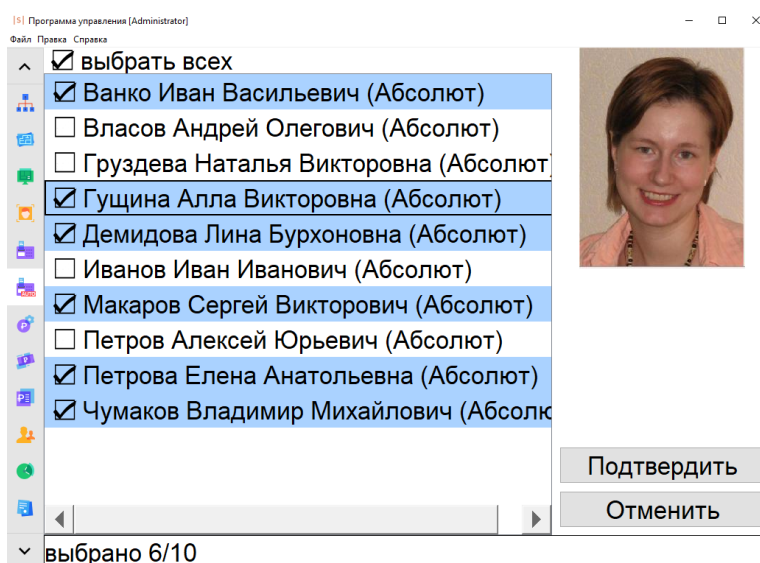 |S| Программа управления [Administrator]
Файл Правка Справка
выбрать всех
Ванко Иван Васильевич (Абсолют)
Власов Андрей Олегович (Абсолют)
Груздева Наталья Викторовна (Абсолют)
Гущина Алла Викторовна (Абсолют)
Демидова Лина Бурхоновна (Абсолют)
Иванов Иван Иванович (Абсолют)
Макаров Сергей Викторович (Абсолют)
Петров Алексей Юрьевич (Абсолют)
Петрова Елена Анатольевна (Абсолют)
Чумаков Владимир Михайлович (Абсолю
Подтвердить
Отменить
выбрано 6/10
AUTO